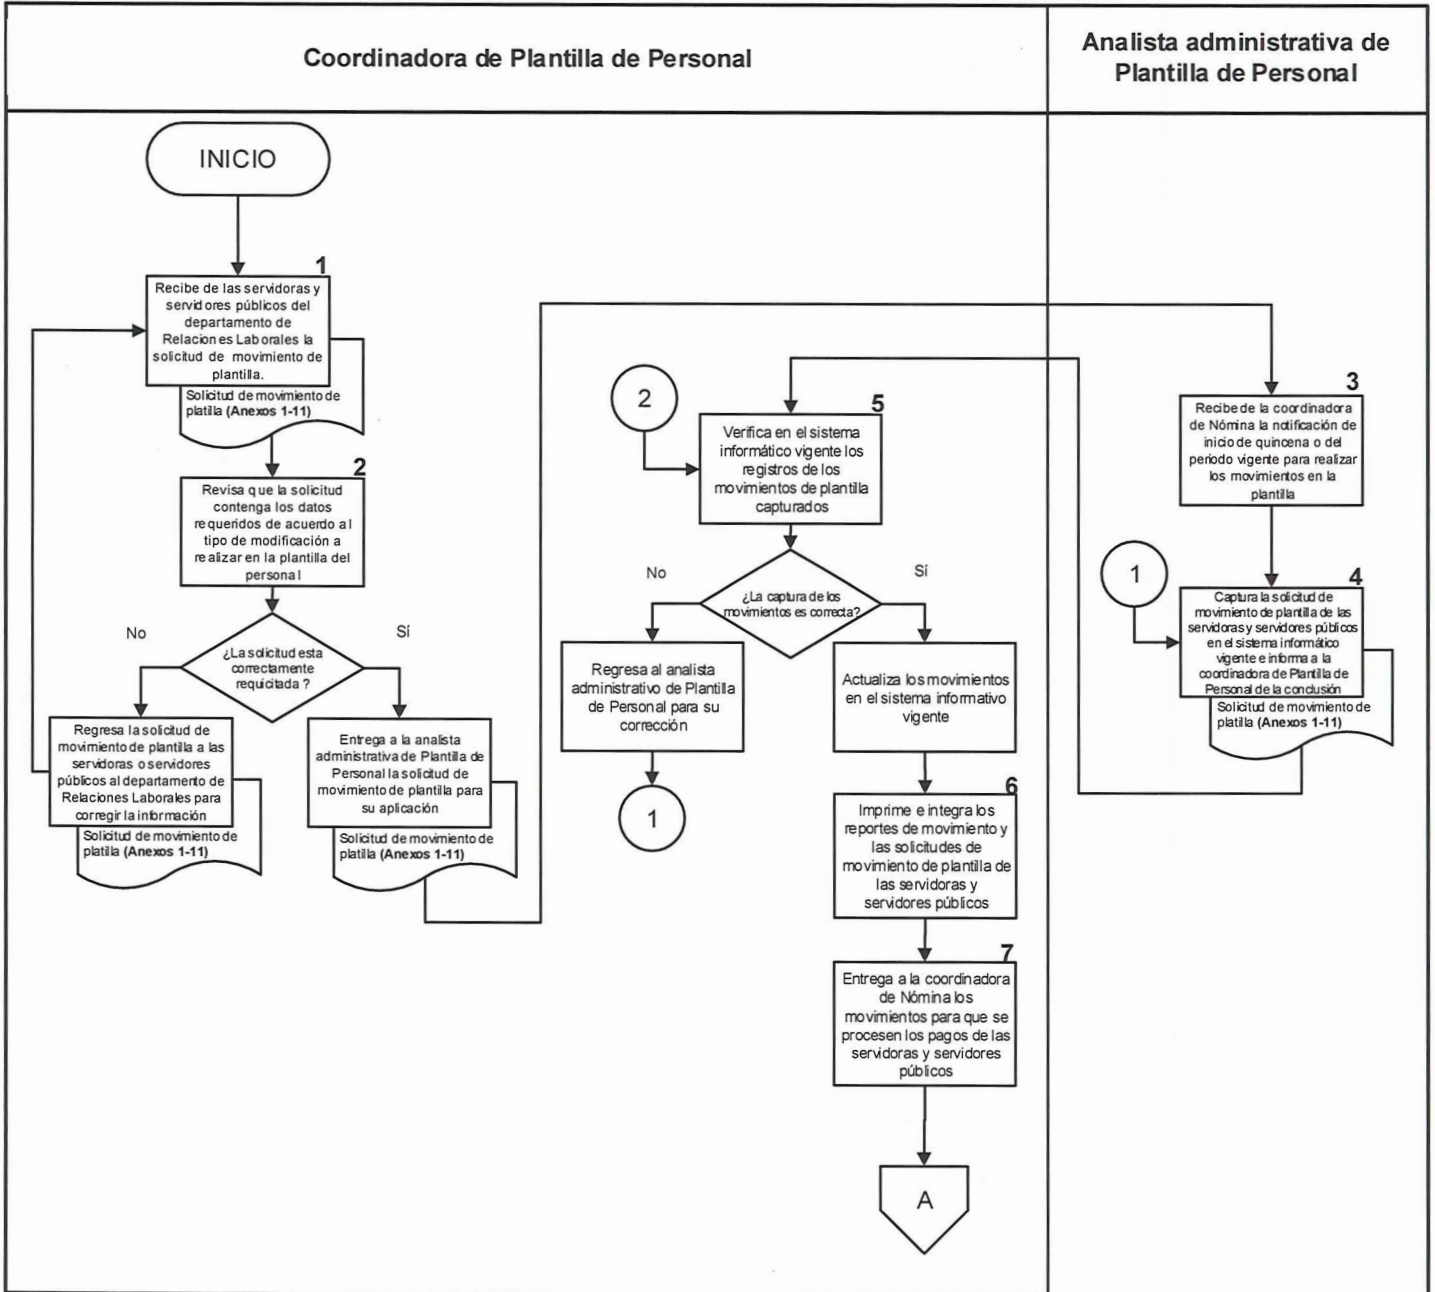 Coordinadora de Plantilla de Personal
Analista administrativa de
Plantilla de Personal
INICIO
1
Recibe de las servidoras y
servidores públicos del
departamento de
Relaciones Laborales la
solicitud de movimiento de
plantilla.
Solicitud de movimiento de
platilla (Anexos 1-11)
2
Revisa que la solicitud
contenga los datos
requeridos de acuerdo al
tipo de modificación a
realizar en la plantilla del
personal
No
Sí
¿La solicitud esta
correctamente
requicitada ?
Regresa la solicitud de
movimiento de plantilla a las
servidoras o servidores
públicos al departamento de
Relaciones Laborales para
corregir la información
Solicitud de movimiento de
platilla (Anexos 1-11)
Entrega a la analista
administrativa de Plantilla de
Personal la solicitud de
movimiento de plantilla para
su aplicación
Solicitud de movimiento de
platilla (Anexos 1-11)
3
Recibe de la coordinadora
de Nómina la notificación de
inicio de quincena o del
periodo vigente para realizar
los movimientos en la
plantilla
1
4
Captura la solicitud de
movimiento de plantilla de las
servidoras y servidores públicos
en el sistema informático
vigente e informa a la
coordinadora de Plantilla de
Personal de la conclusión
Solicitud de movimiento de
platilla (Anexos 1-11)
2
5
Verifica en el sistema
informático vigente los
registros de los
movimientos de plantilla
capturados
No
Sí
¿La captura de los
movimientos es correcta?
Regresa al analista
administrativo de Plantilla
de Personal para su
corrección
1
Actualiza los movimientos
en el sistema informativo
vigente
6
Imprime e integra los
reportes de movimiento y
las solicitudes de
movimiento de plantilla de
las servidoras y
servidores públicos
7
Entrega a la coordinadora
de Nómina los
movimientos para que se
procesen los pagos de las
servidoras y servidores
públicos
A